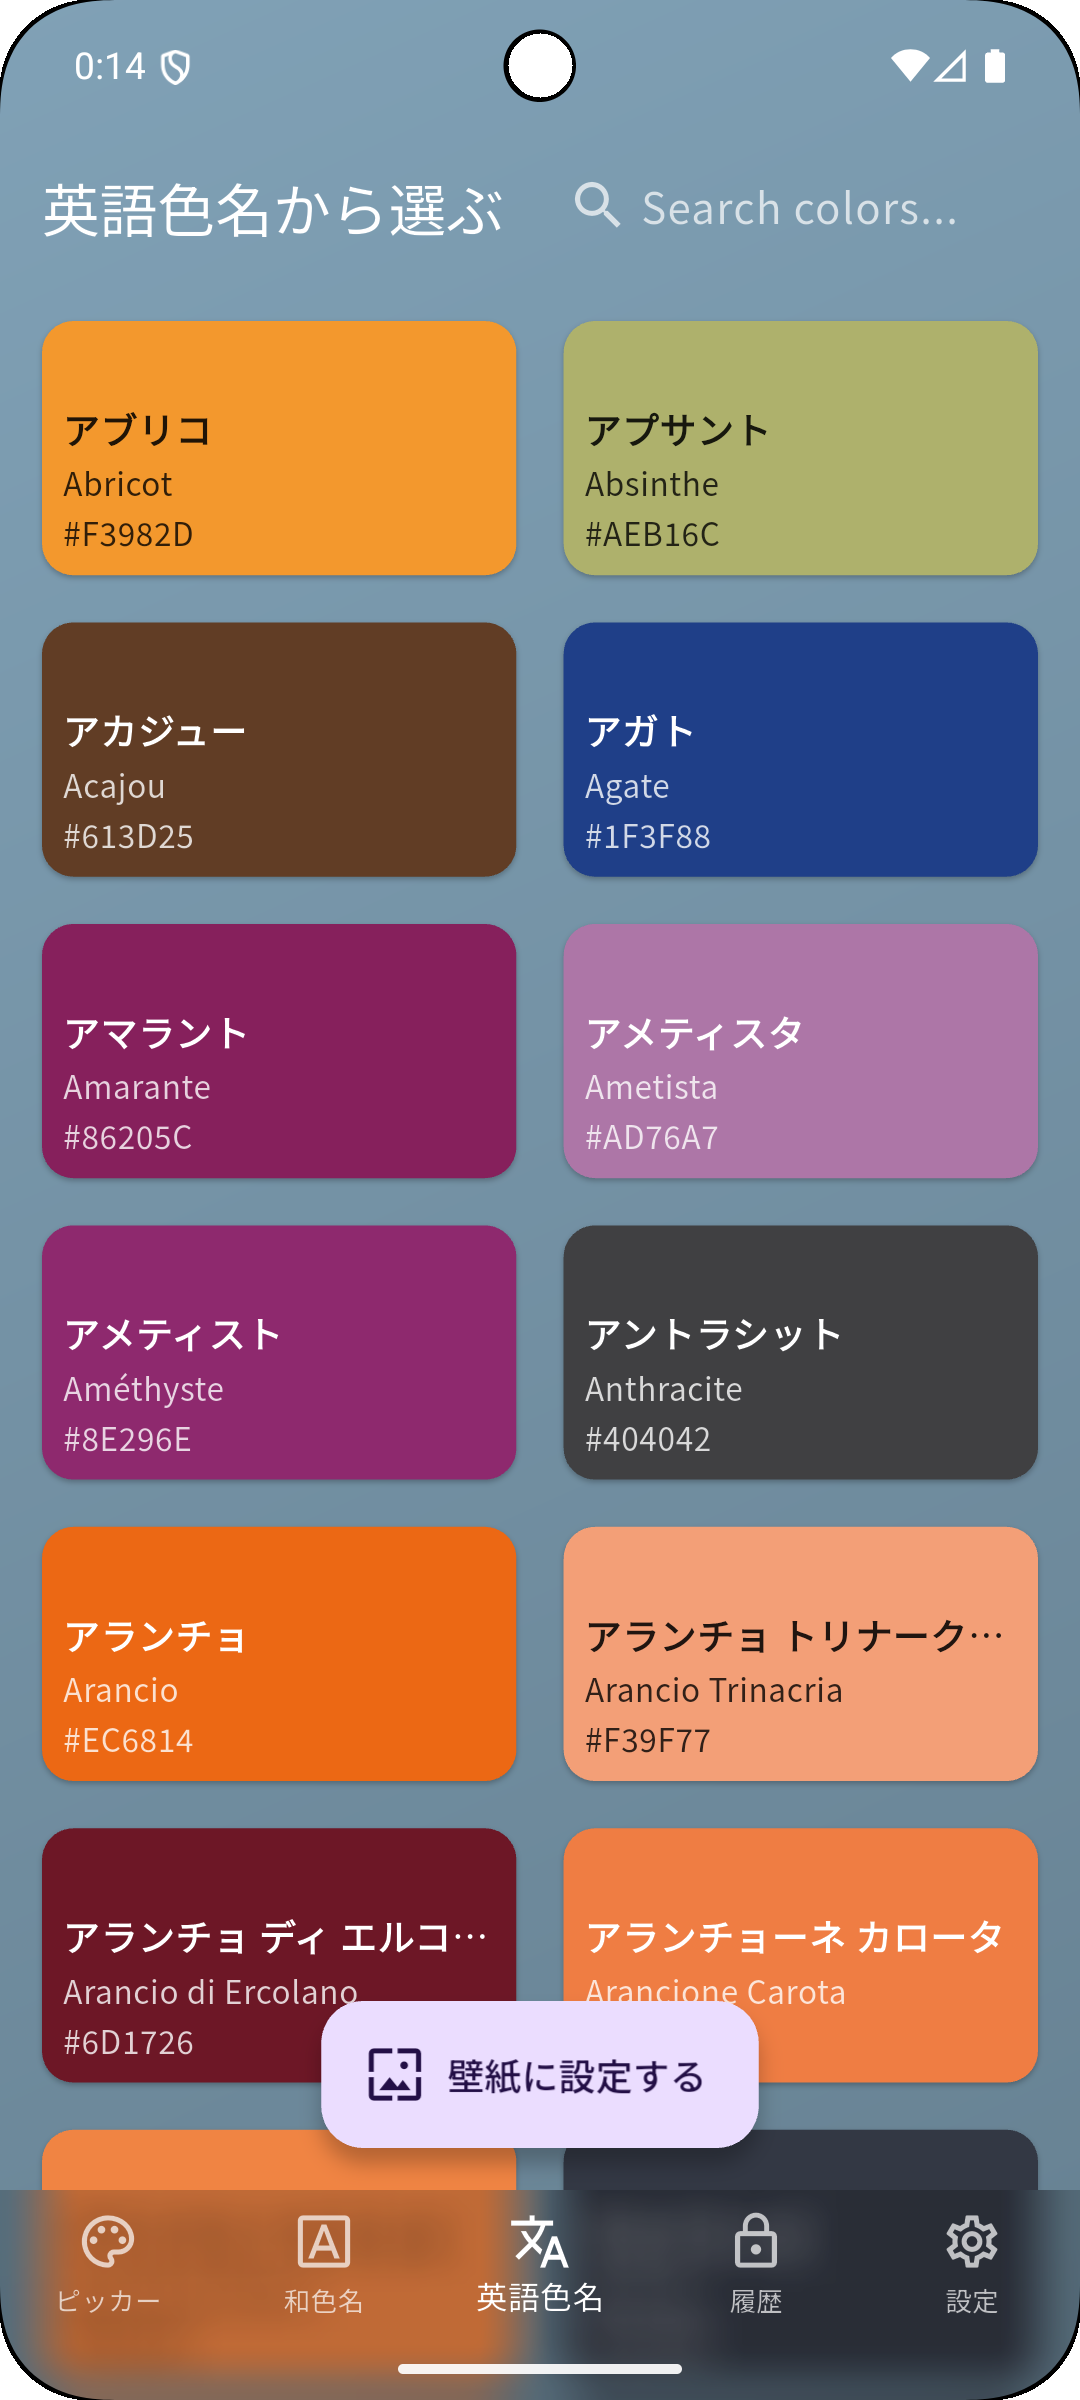 0:14
英語色名から選ぶ
Search colors...
アブリコ
Abricot
#F3982D
アプサント
Absinthe
#AEB16C
アカジュー
Acajou
#613D25
アガト
Agate
#1F3F88
アマラント
Amarante
#86205C
アメティスタ
Ametista
#AD76A7
アメティスト
Améthyste
#8E296E
アントラシット
Anthracite
#404042
アランチョ
Arancio
#EC6814
アランチョ トリナーク…
Arancio Trinacria
#F39F77
アランチョ ディ エルコ…
Arancio di Ercolano
#6D1726
アランチョーネ カロータ
Arancione Carota
壁紙に設定する
ピッカー
和色名
英語色名
履歴
設定